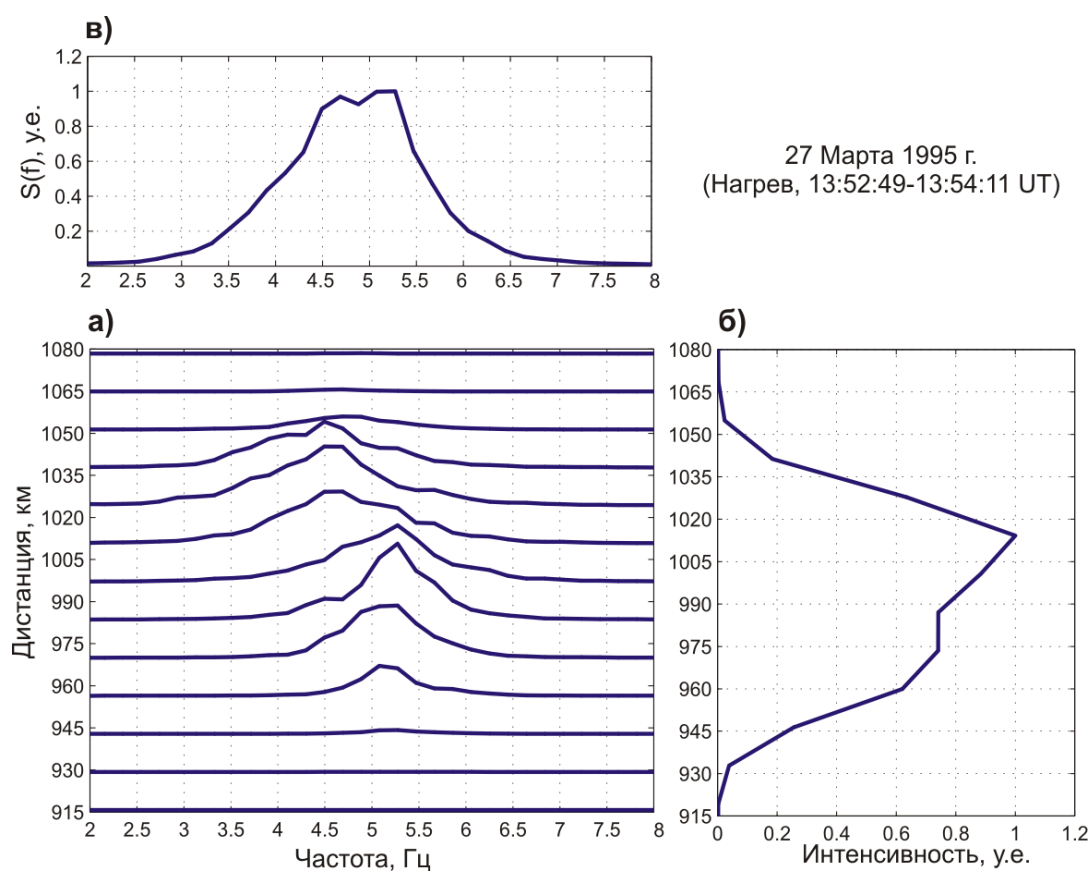 в)
1.2
1
0.8
0.6
0.4
0.2
S(f), у.е.
2 2.5 3 3.5 4 4.5 5 5.5 6 6.5 7 7.5 8
27 Марта 1995 г.
(Нагрев, 13:52:49-13:54:11 UT)
а)
1080
1065
1050
1035
1020
1005
990
975
960
945
930
915
Дистанция, км
2 2.5 3 3.5 4 4.5 5 5.5 6 6.5 7 7.5 8
Частота, Гц
б)
1080
1065
1050
1035
1020
1005
990
975
960
945
930
915
0 0.2 0.4 0.6 0.8 1 1.2
Интенсивность, у.е.